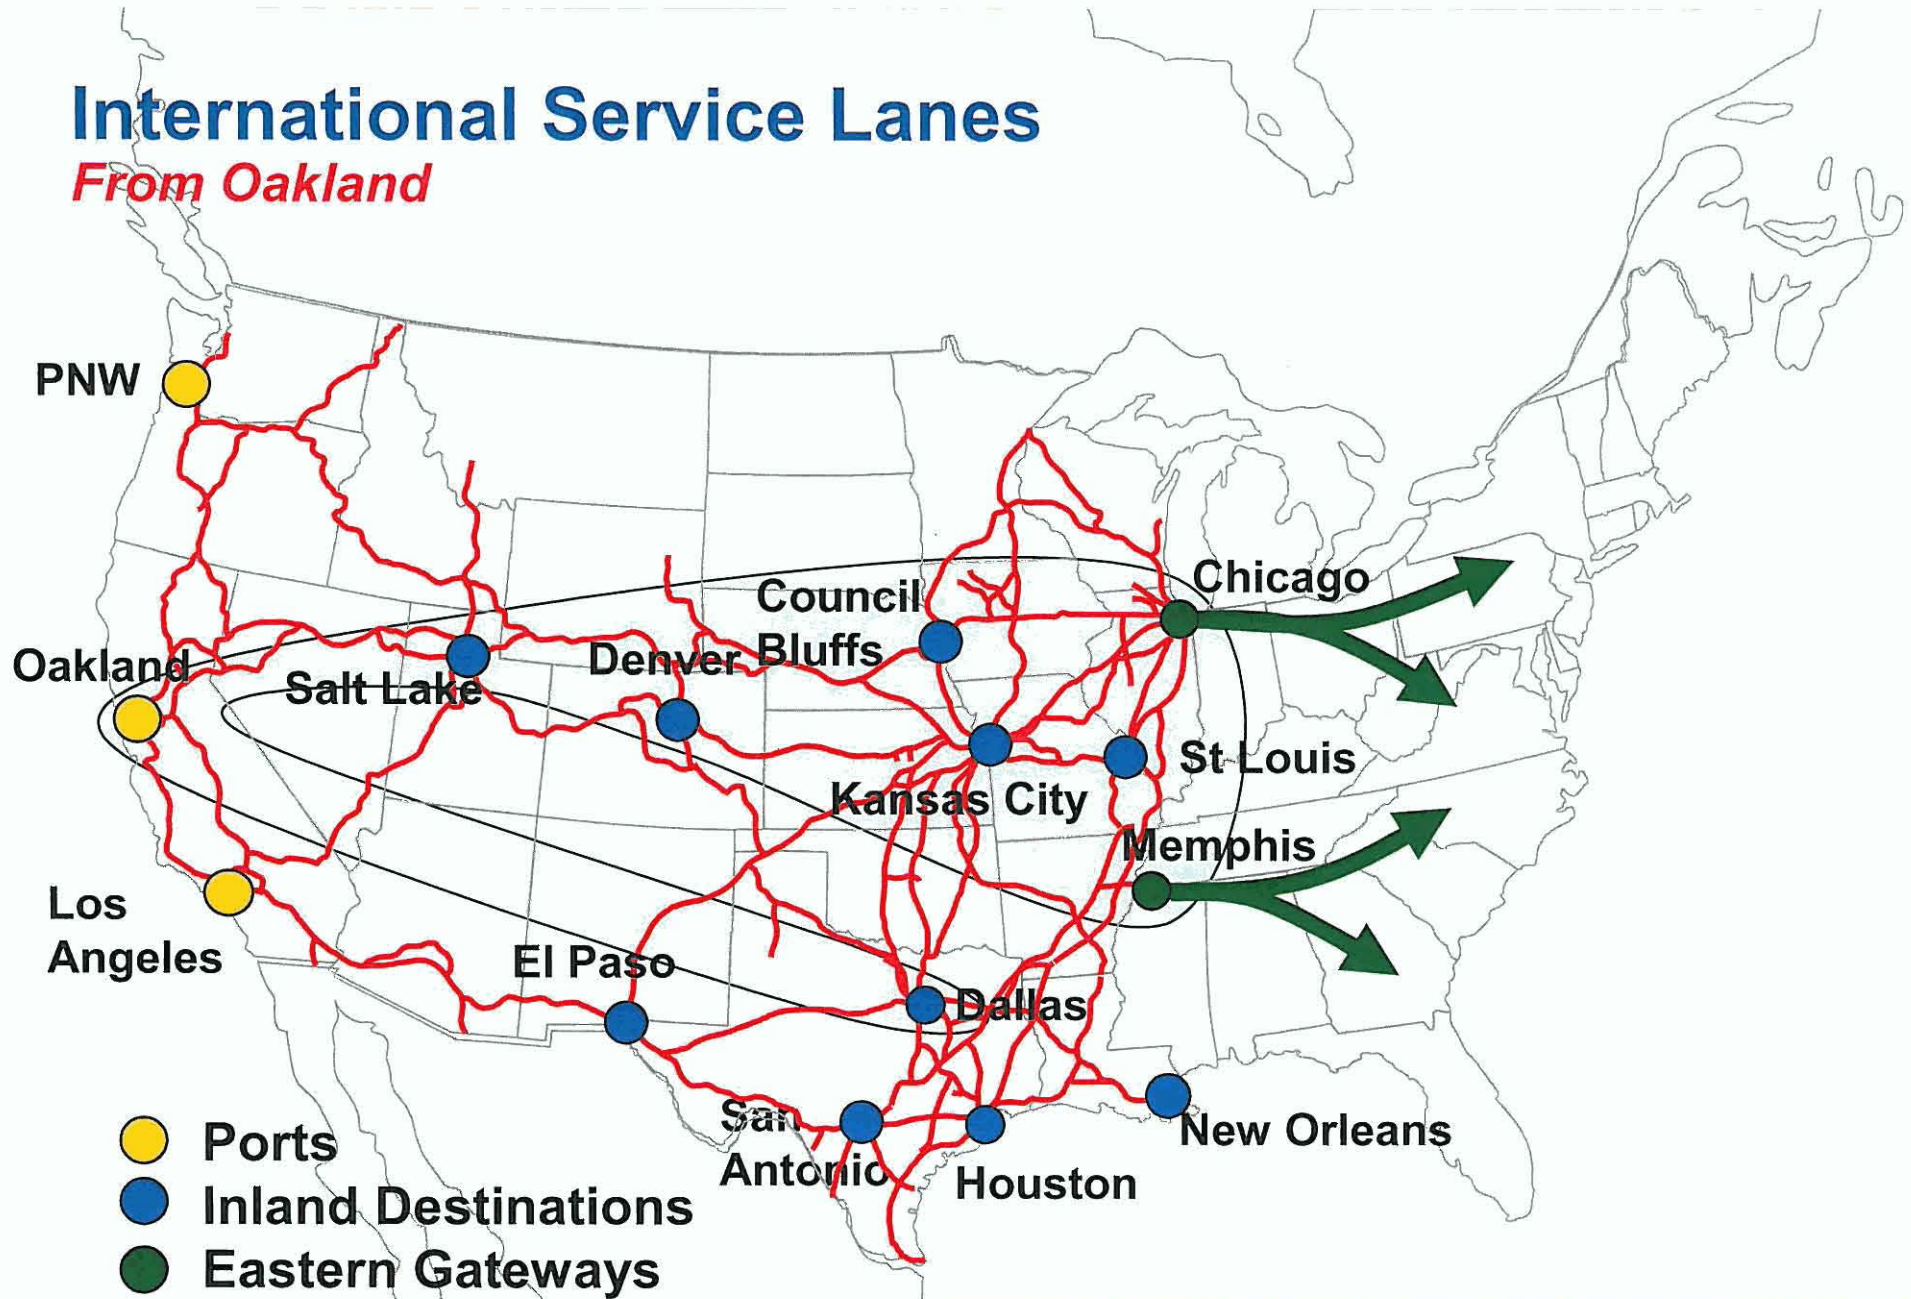 International Service Lanes
From Oakland
PNW
Oakland
Salt Lake
Denver
Council
Bluffs
Chicago
Kansas City
St Louis
Memphis
Los
Angeles
El Paso
Dallas
San
Antonio
Houston
New Orleans
Ports
Inland Destinations
Eastern Gateways